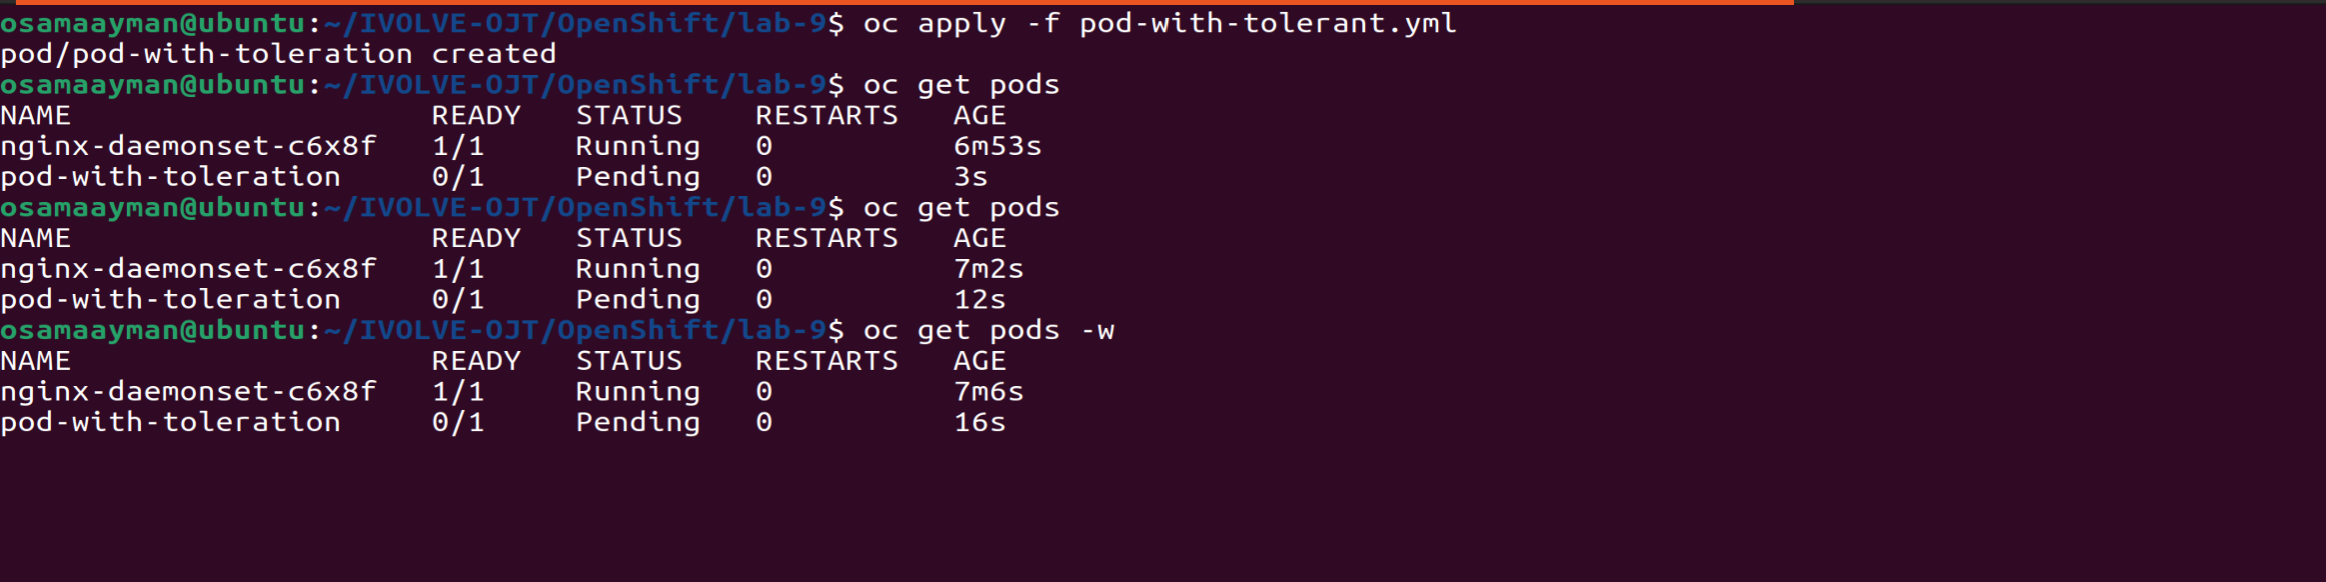 osamaayman@ubuntu:~/IVOLVE-OJT/OpenShift/lab-9$ oc apply -f pod-with-tolerant.yml
pod/pod-with-toleration created
osamaayman@ubuntu:~/IVOLVE-OJT/OpenShift/lab-9$ oc get pods
NAME                    READY   STATUS    RESTARTS   AGE
nginx-daemonset-c6x8f   1/1     Running   0          6m53s
pod-with-toleration     0/1     Pending   0          3s
osamaayman@ubuntu:~/IVOLVE-OJT/OpenShift/lab-9$ oc get pods
NAME                    READY   STATUS    RESTARTS   AGE
nginx-daemonset-c6x8f   1/1     Running   0          7m2s
pod-with-toleration     0/1     Pending   0          12s
osamaayman@ubuntu:~/IVOLVE-OJT/OpenShift/lab-9$ oc get pods -w
NAME                    READY   STATUS    RESTARTS   AGE
nginx-daemonset-c6x8f   1/1     Running   0          7m6s
pod-with-toleration     0/1     Pending   0          16s